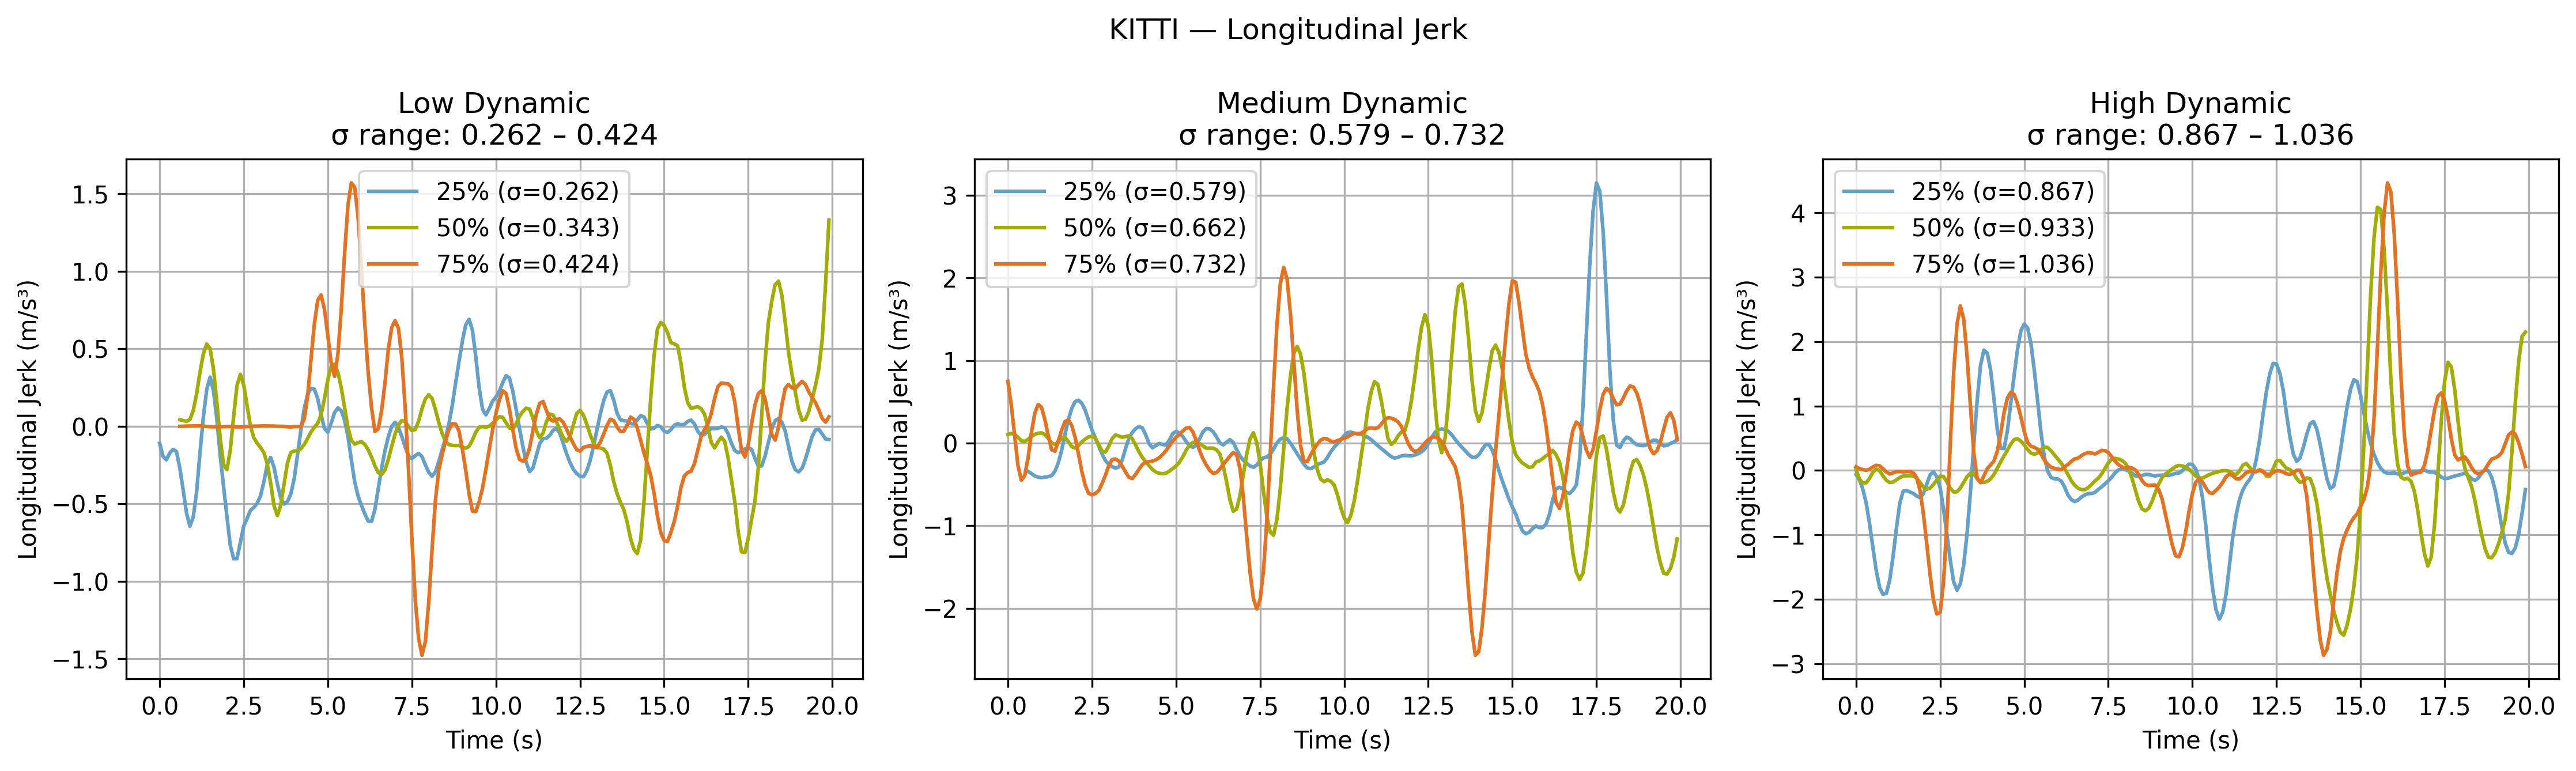 KITTI — Longitudinal Jerk
Low Dynamic
σ range: 0.262 – 0.424
25% (σ=0.262)
50% (σ=0.343)
75% (σ=0.424)
1.5
1.0
0.5
0.0
−0.5
−1.0
−1.5
Longitudinal Jerk (m/s³)
0.0 2.5 5.0 7.5 10.0 12.5 15.0 17.5 20.0
Time (s)
Medium Dynamic
σ range: 0.579 – 0.732
25% (σ=0.579)
50% (σ=0.662)
75% (σ=0.732)
3
2
1
0
−1
−2
Longitudinal Jerk (m/s³)
0.0 2.5 5.0 7.5 10.0 12.5 15.0 17.5 20.0
Time (s)
High Dynamic
σ range: 0.867 – 1.036
25% (σ=0.867)
50% (σ=0.933)
75% (σ=1.036)
4
3
2
1
0
−1
−2
−3
Longitudinal Jerk (m/s³)
0.0 2.5 5.0 7.5 10.0 12.5 15.0 17.5 20.0
Time (s)